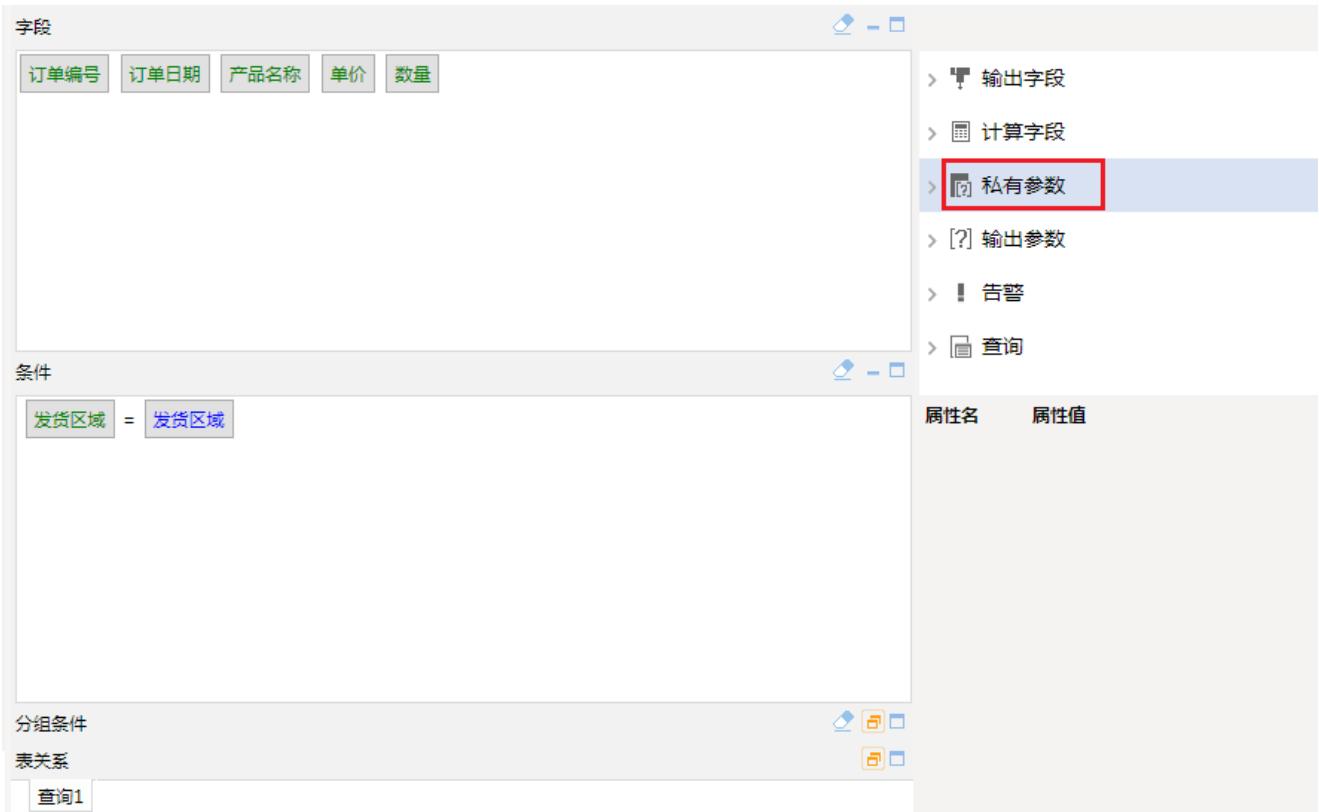 字段
订单编号 订单日期 产品名称 单价 数量
条件
发货区域 = 发货区域
分组条件
表关系
查询1
输出字段
计算字段
[?] 私有参数
[?] 输出参数
! 告警
查询
属性名 属性值